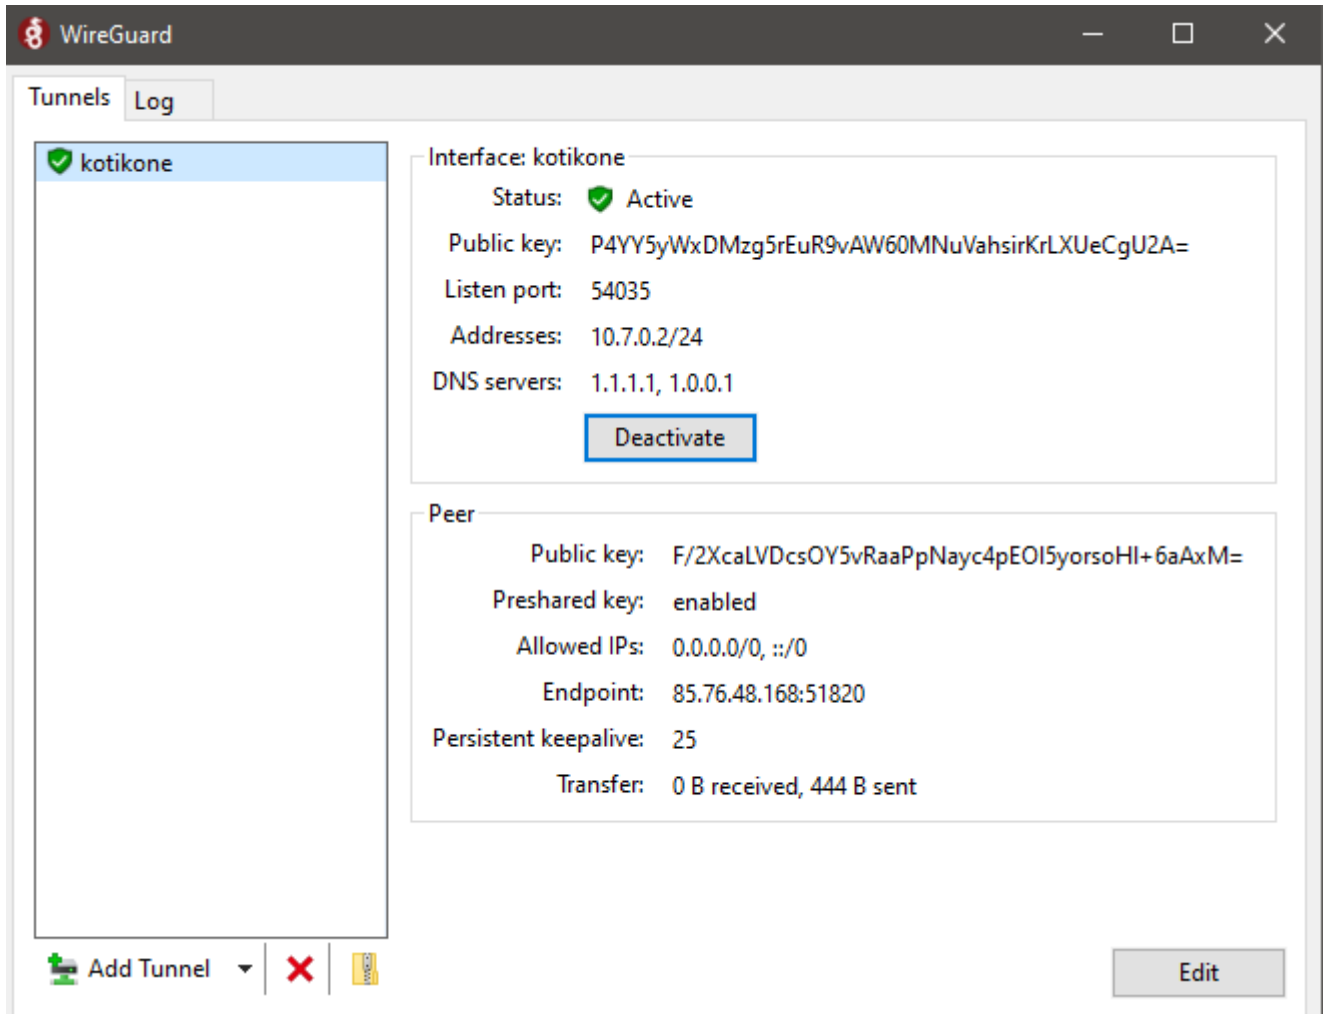 WireGuard
Tunnels
Log
kotikone
Interface: kotikone
Status: Active
Public key: P4YY5yWxDMzg5rEuR9vAW60MNuVahsirKrLXUeCgU2A=
Listen port: 54035
Addresses: 10.7.0.2/24
DNS servers: 1.1.1.1, 1.0.0.1
Deactivate
Peer
Public key: F/2XcaLVDcsOY5vRaaPpNayc4pEOI5yorsoHI+6aAxM=
Preshared key: enabled
Allowed IPs: 0.0.0.0/0, ::/0
Endpoint: 85.76.48.168:51820
Persistent keepalive: 25
Transfer: 0 B received, 444 B sent
Add Tunnel
Edit